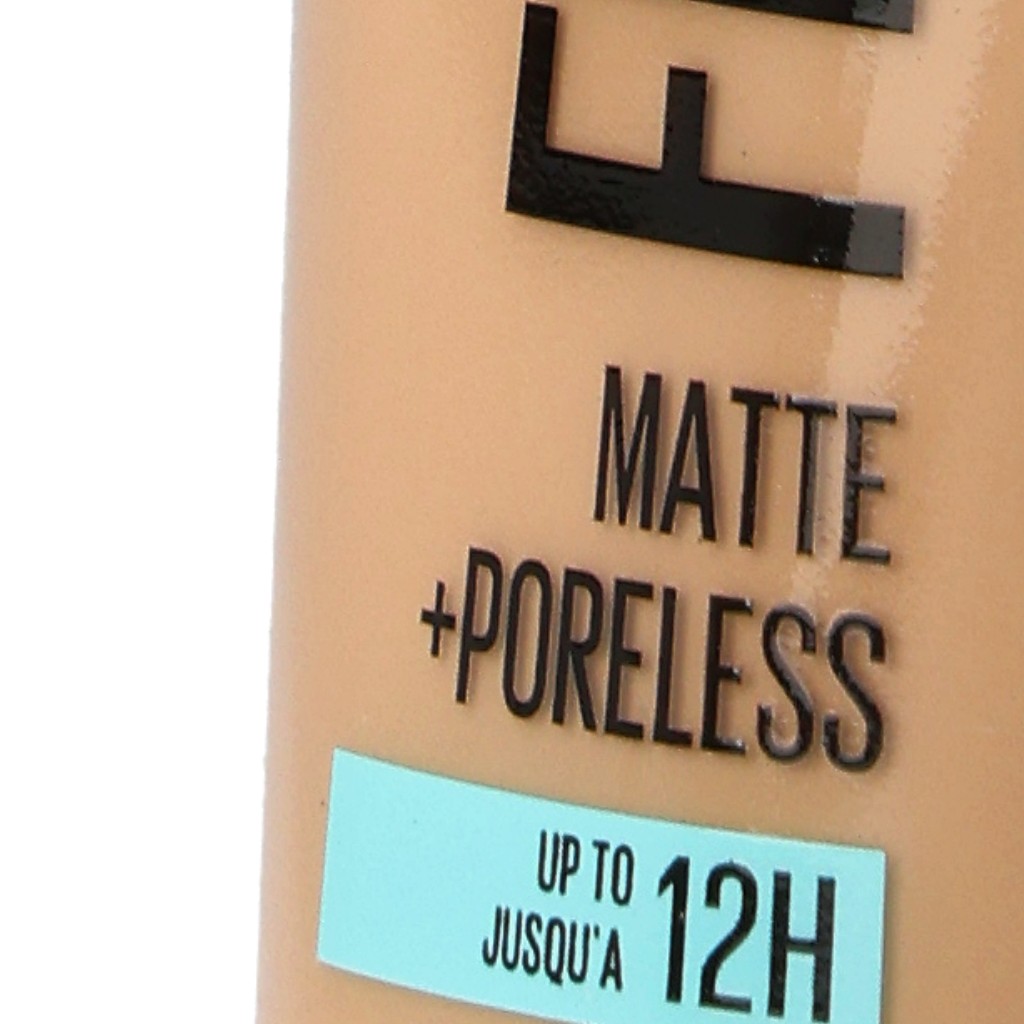 F
MATTE
+PORELESS
UP TO
JUSQU'A
12H